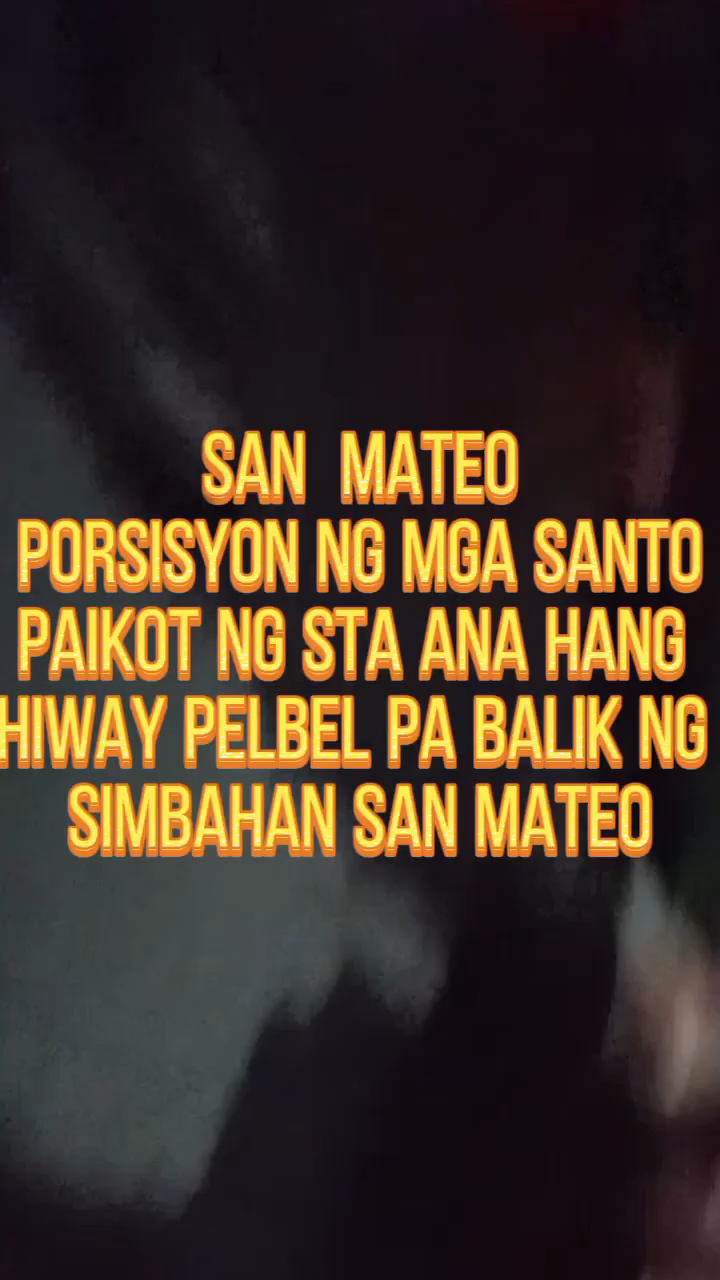 SAN MATEO
PORSISYON NG MGA SANTO
PAIKOT NG STA ANA HANG
HIWAY PELBEL PA BALIK NG
SIMBAHAN SAN MATEO